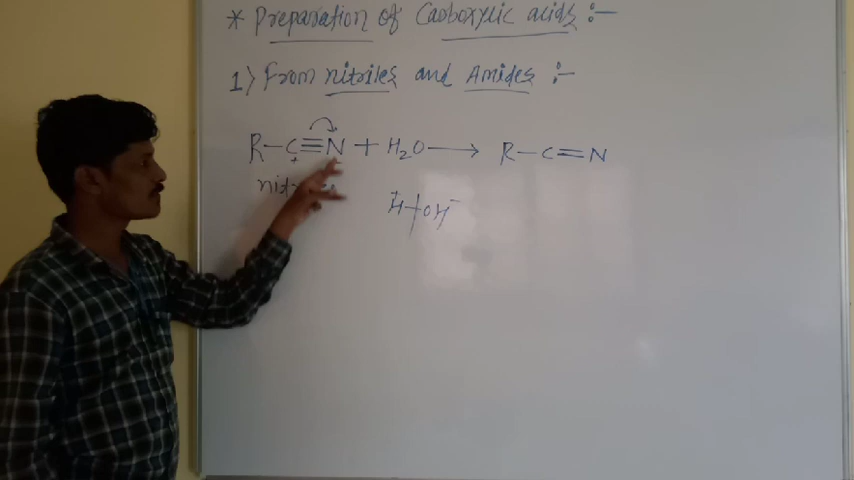 * Preparation of Carboxylic acids :-
1) From nitriles and Amides :-
R-C≡N + H₂O ⟶ R-C=N
+ -
H⁺ OH⁻